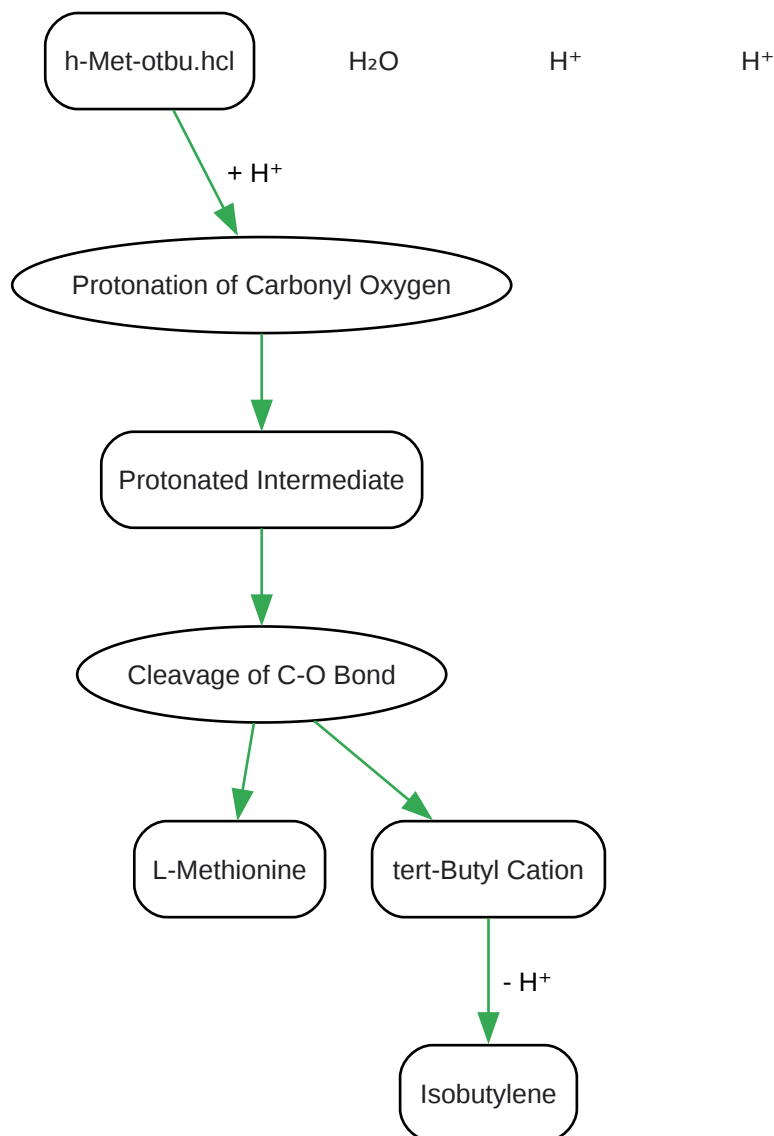 h-Met-otbu.hcl
H₂O
H⁺
H⁺
+ H⁺
Protonation of Carbonyl Oxygen
Protonated Intermediate
Cleavage of C-O Bond
L-Methionine
tert-Butyl Cation
- H⁺
Isobutylene